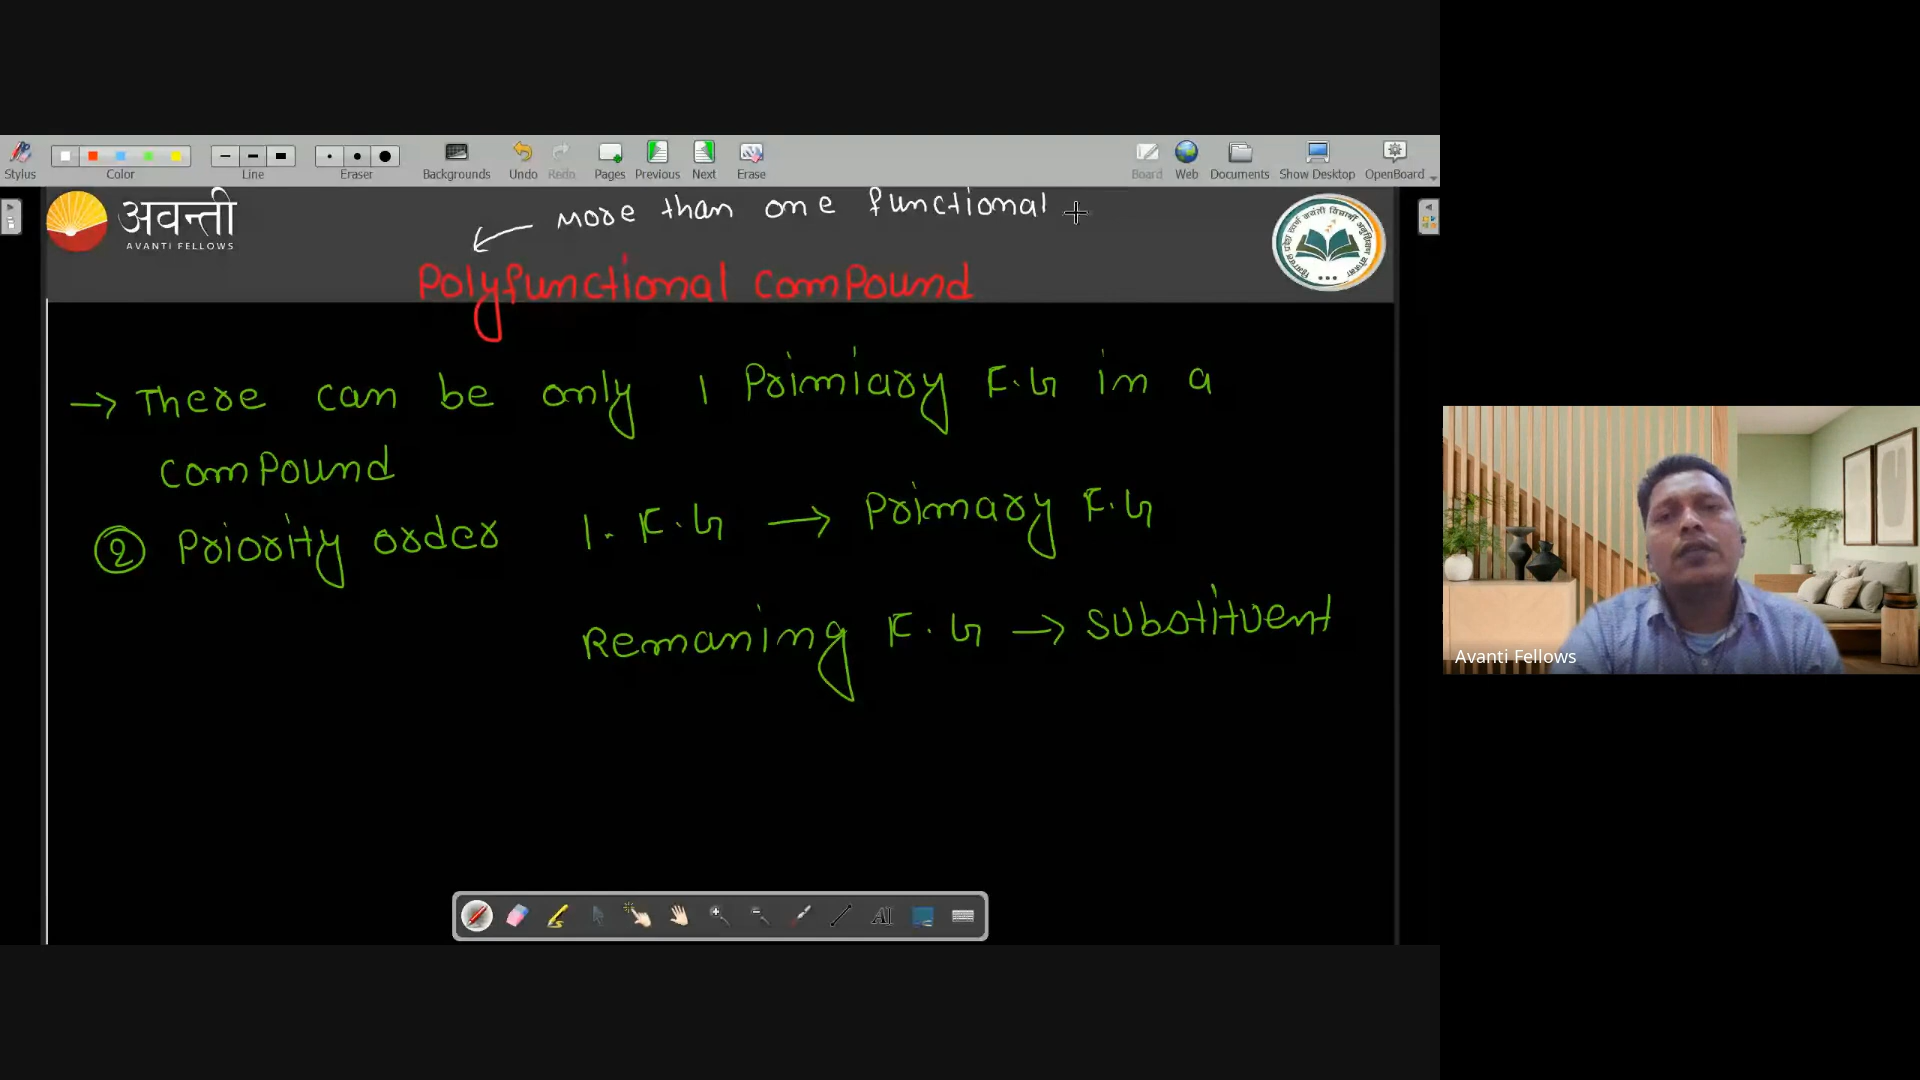 Stylus
Color
Line
Eraser
Backgrounds
Undo
Redo
Pages
Previous
Next
Erase
Board
Web
Documents
Show Desktop
OpenBoard
अवन्ती
AVANTI FELLOWS
More than one functional
Polyfunctional compound
→ There can be only 1 Primiary F.G in a
compound
② Priority order 1. F.G → Primary F.G
Remaning F.G → substituent
AI
Avanti Fellows